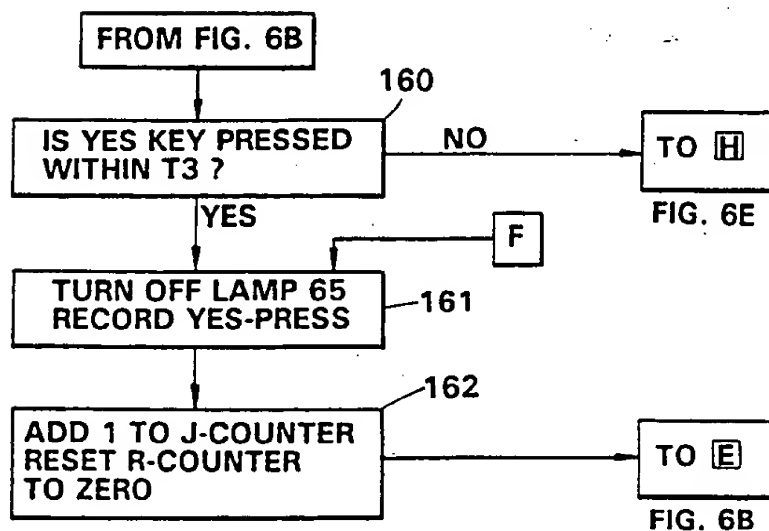 FROM FIG. 6B
160
IS YES KEY PRESSED
WITHIN T3 ?
NO
TO H
FIG. 6E
YES
F
TURN OFF LAMP 65
RECORD YES-PRESS
161
162
ADD 1 TO J-COUNTER
RESET R-COUNTER
TO ZERO
TO E
FIG. 6B